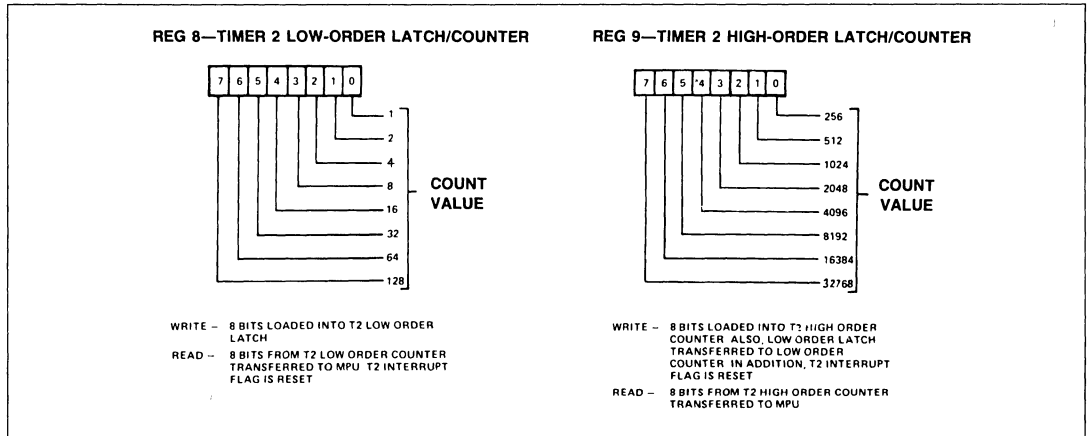 REG 8—TIMER 2 LOW-ORDER LATCH/COUNTER
7 6 5 4 3 2 1 0
1
2
4
8
16
32
64
128
COUNT
VALUE
WRITE – 8 BITS LOADED INTO T2 LOW ORDER
LATCH
READ – 8 BITS FROM T2 LOW ORDER COUNTER
TRANSFERRED TO MPU T2 INTERRUPT
FLAG IS RESET
REG 9—TIMER 2 HIGH-ORDER LATCH/COUNTER
7 6 5 4 3 2 1 0
256
512
1024
2048
4096
8192
16384
32768
COUNT
VALUE
WRITE – 8 BITS LOADED INTO T2 HIGH ORDER
COUNTER ALSO, LOW ORDER LATCH
TRANSFERRED TO LOW ORDER
COUNTER IN ADDITION, T2 INTERRUPT
FLAG IS RESET
READ – 8 BITS FROM T2 HIGH ORDER COUNTER
TRANSFERRED TO MPU